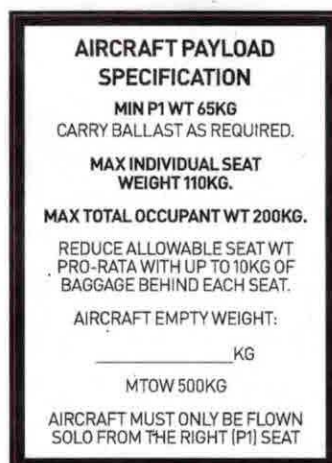 AIRCRAFT PAYLOAD
SPECIFICATION
MIN P1 WT 65KG
CARRY BALLAST AS REQUIRED.
MAX INDIVIDUAL SEAT
WEIGHT 110KG.
MAX TOTAL OCCUPANT WT 200KG.
REDUCE ALLOWABLE SEAT WT
PRO-RATA WITH UP TO 10KG OF
BAGGAGE BEHIND EACH SEAT.
AIRCRAFT EMPTY WEIGHT:
____________KG
MTOW 500KG
AIRCRAFT MUST ONLY BE FLOWN
SOLO FROM THE RIGHT (P1) SEAT